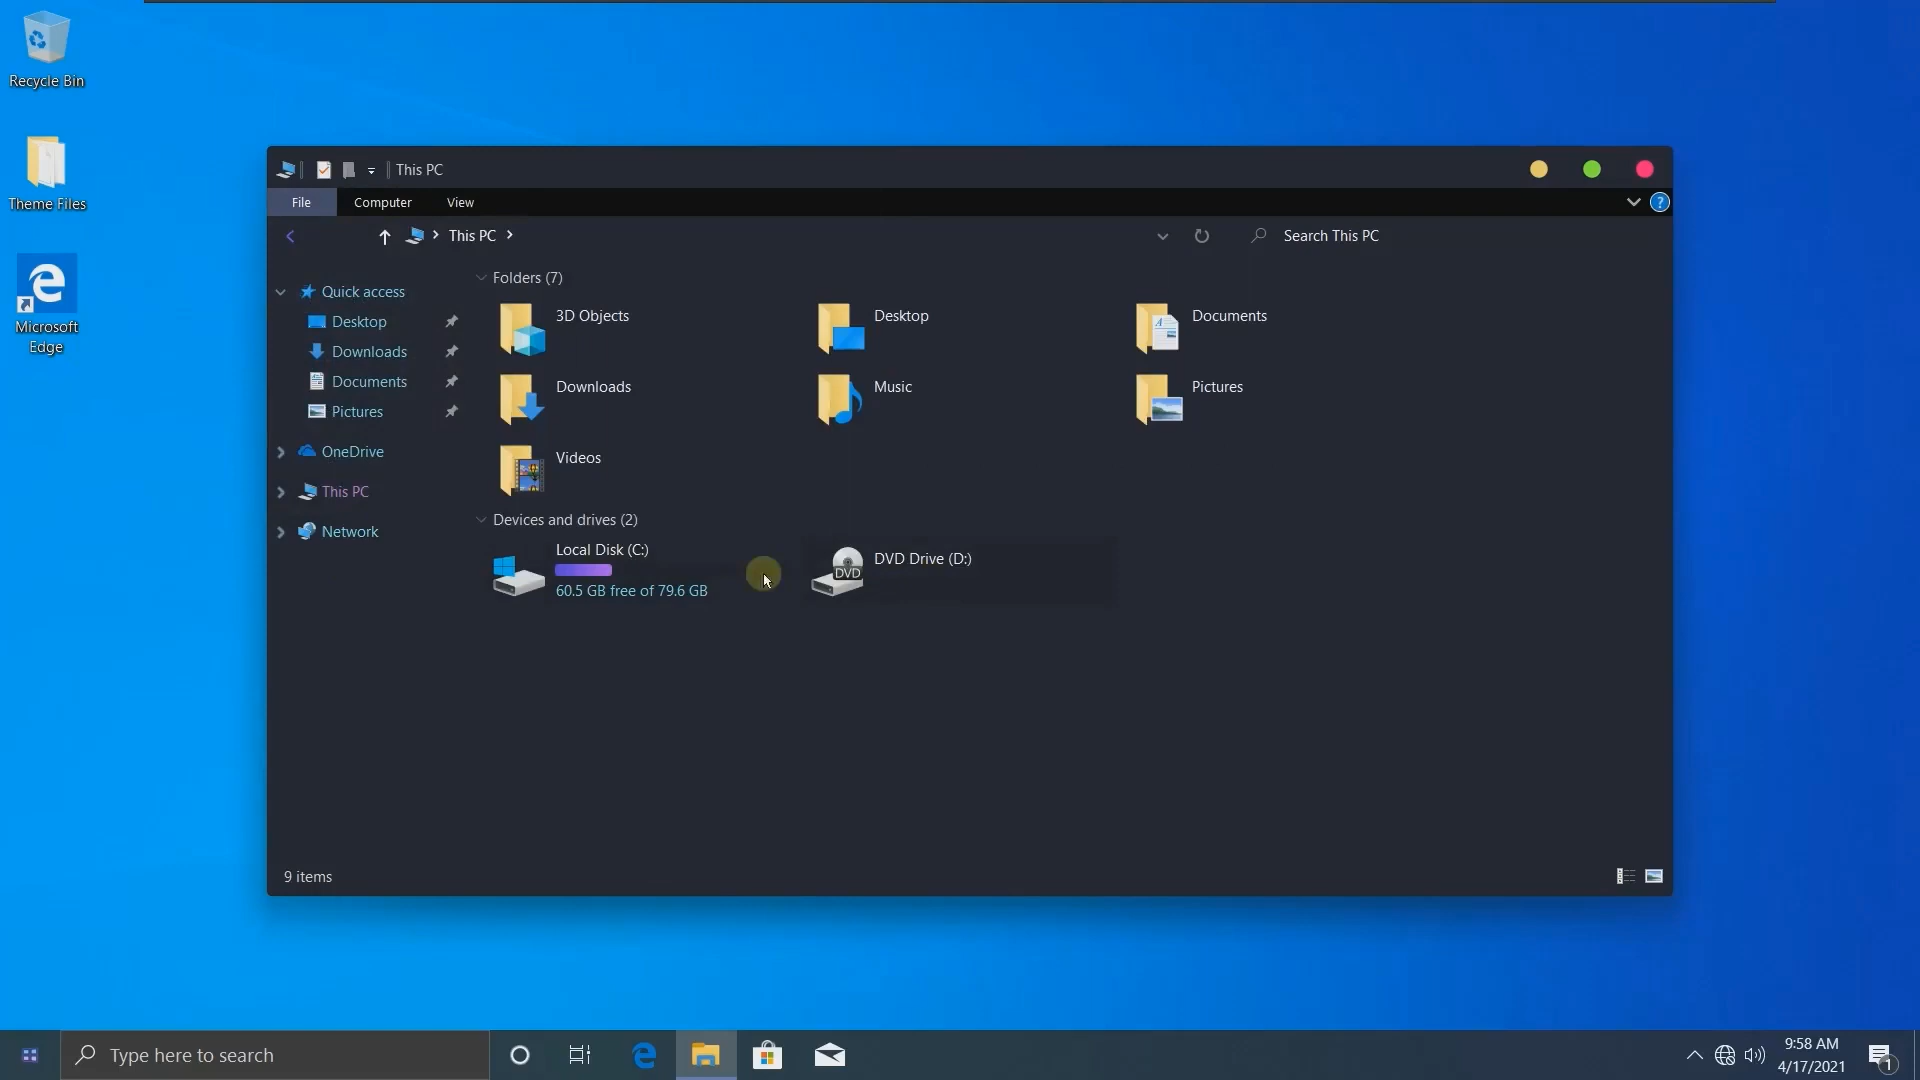 Recycle Bin
Theme Files
Microsoft
Edge
This PC
File
Computer
View
?
This PC
Search This PC
Quick access
Desktop
Downloads
Documents
Pictures
OneDrive
This PC
Network
Folders (7)
3D Objects
Desktop
Documents
Downloads
Music
Pictures
Videos
Devices and drives (2)
Local Disk (C:)
60.5 GB free of 79.6 GB
DVD
DVD Drive (D:)
9 items
Type here to search
9:58 AM
4/17/2021
1